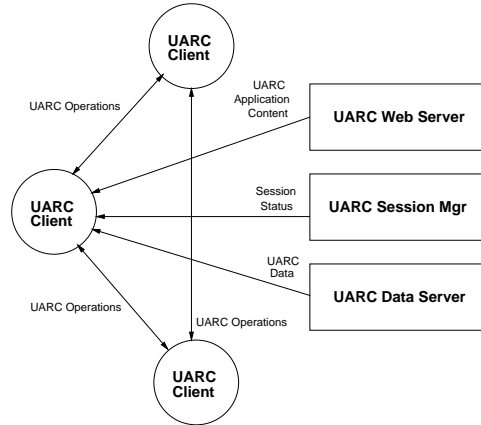 UARC
Client
UARC
Application
Content
UARC Operations
UARC Web Server
UARC
Client
Session
Status
UARC Session Mgr
UARC
Data
UARC Data Server
UARC Operations
UARC Operations
UARC
Client